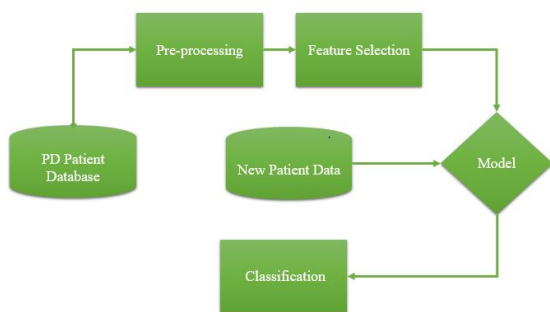 Pre-processing
Feature Selection
PD Patient
Database
New Patient Data
Model
Classification